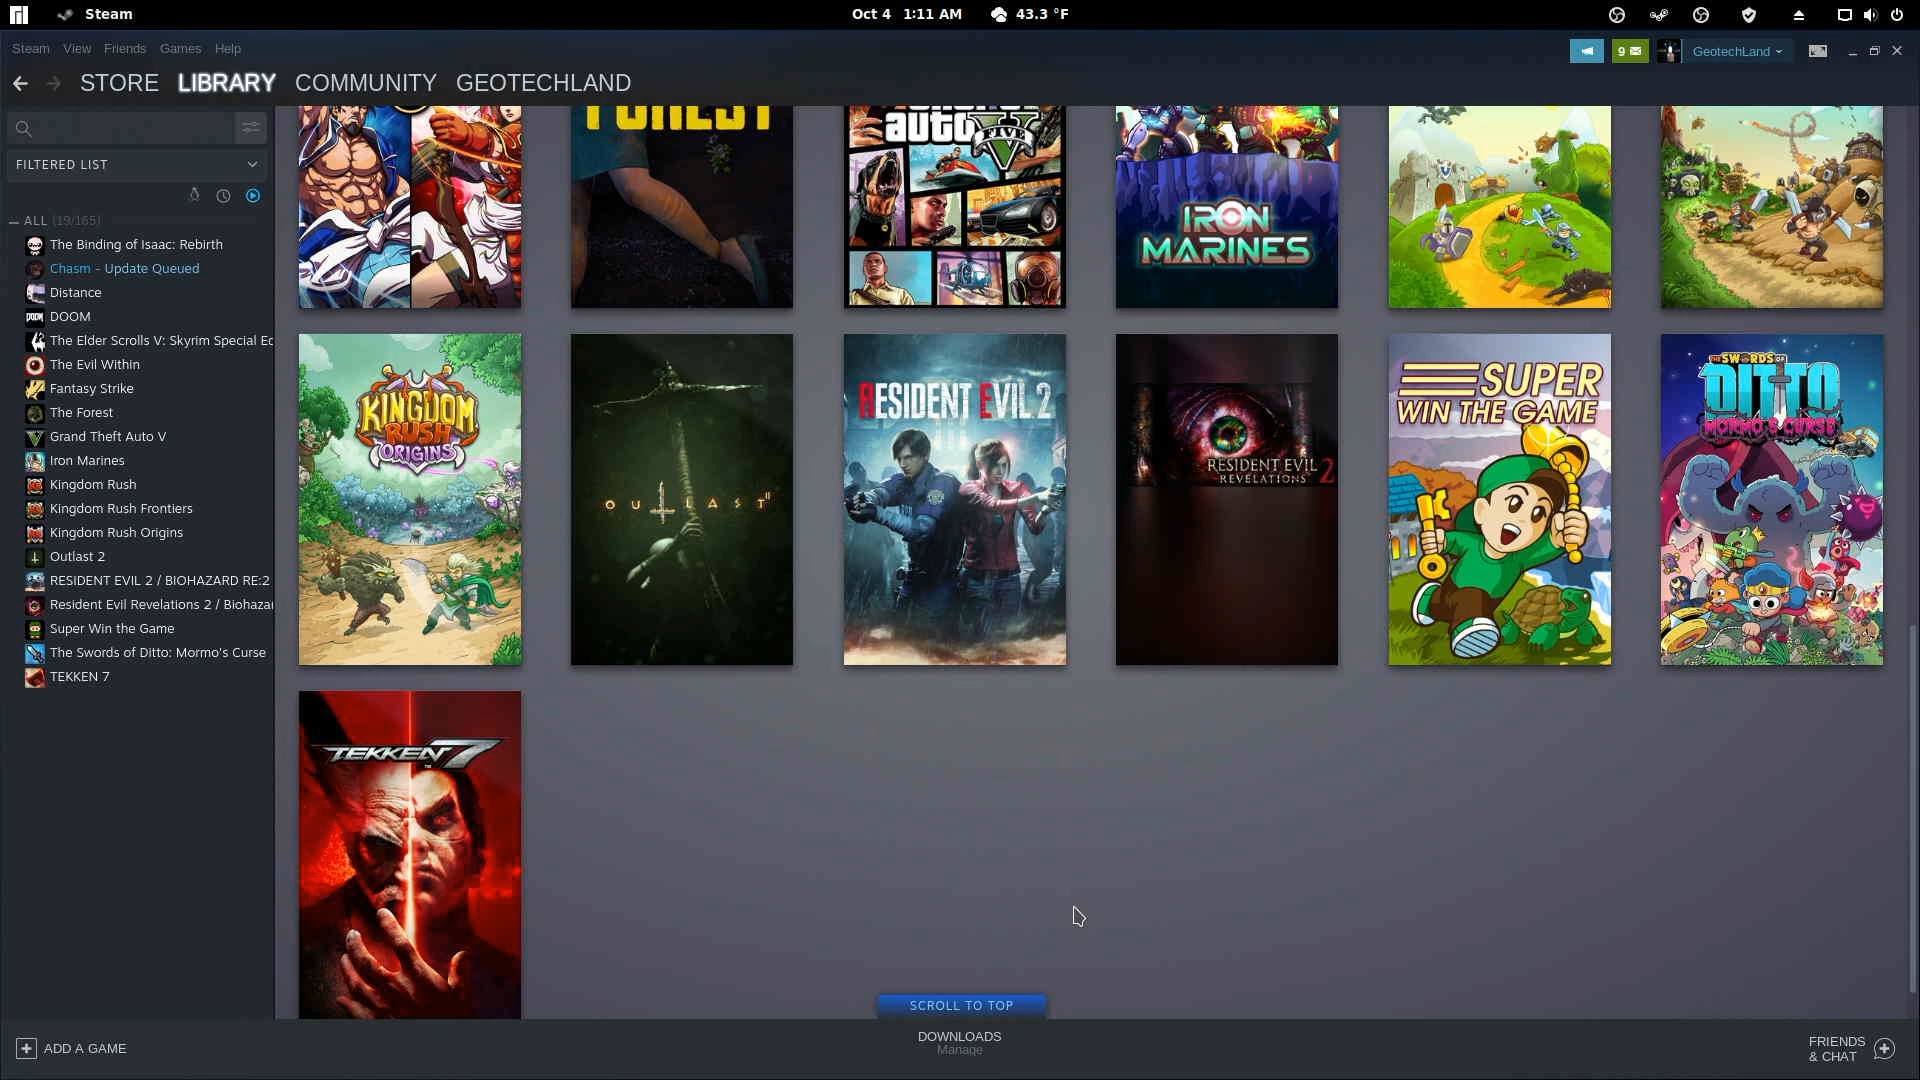 Steam
Oct 4 1:11 AM 43.3 °F
Steam View Friends Games Help
9 GeotechLand
STORE LIBRARY COMMUNITY GEOTECHLAND
FILTERED LIST
ALL (19/165)
The Binding of Isaac: Rebirth
Chasm - Update Queued
Distance
DOOM
The Elder Scrolls V: Skyrim Special Ed
The Evil Within
Fantasy Strike
The Forest
Grand Theft Auto V
Iron Marines
Kingdom Rush
Kingdom Rush Frontiers
Kingdom Rush Origins
Outlast 2
RESIDENT EVIL 2 / BIOHAZARD RE:2
Resident Evil Revelations 2 / Biohazar
Super Win the Game
The Swords of Ditto: Mormo's Curse
TEKKEN 7
FOREST
auto
FIVE
IRON
MARINES
KINGDOM
RUSH
ORIGINS
OUTLAST II
RESIDENT EVIL 2
RESIDENT EVIL
REVELATIONS 2
SUPER
WIN THE GAME
THE SWORDS OF
DITTO
MORMO'S CURSE
TEKKEN 7
SCROLL TO TOP
ADD A GAME
DOWNLOADS
Manage
FRIENDS
& CHAT